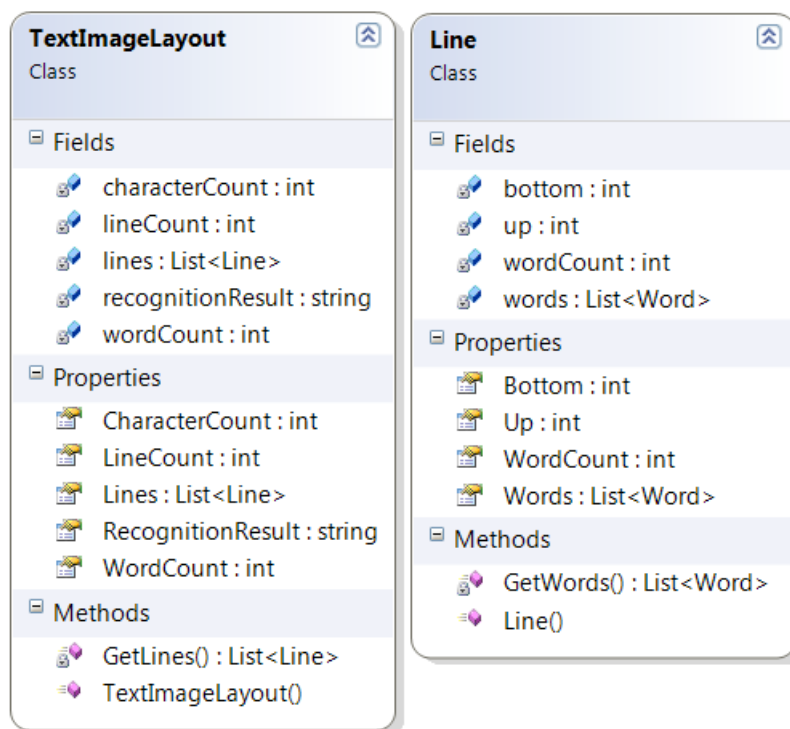 TextImageLayout
Class
Fields
characterCount : int
lineCount : int
lines : List<Line>
recognitionResult : string
wordCount : int
Properties
CharacterCount : int
LineCount : int
Lines : List<Line>
RecognitionResult : string
WordCount : int
Methods
GetLines() : List<Line>
TextImageLayout()
Line
Class
Fields
bottom : int
up : int
wordCount : int
words : List<Word>
Properties
Bottom : int
Up : int
WordCount : int
Words : List<Word>
Methods
GetWords() : List<Word>
Line()